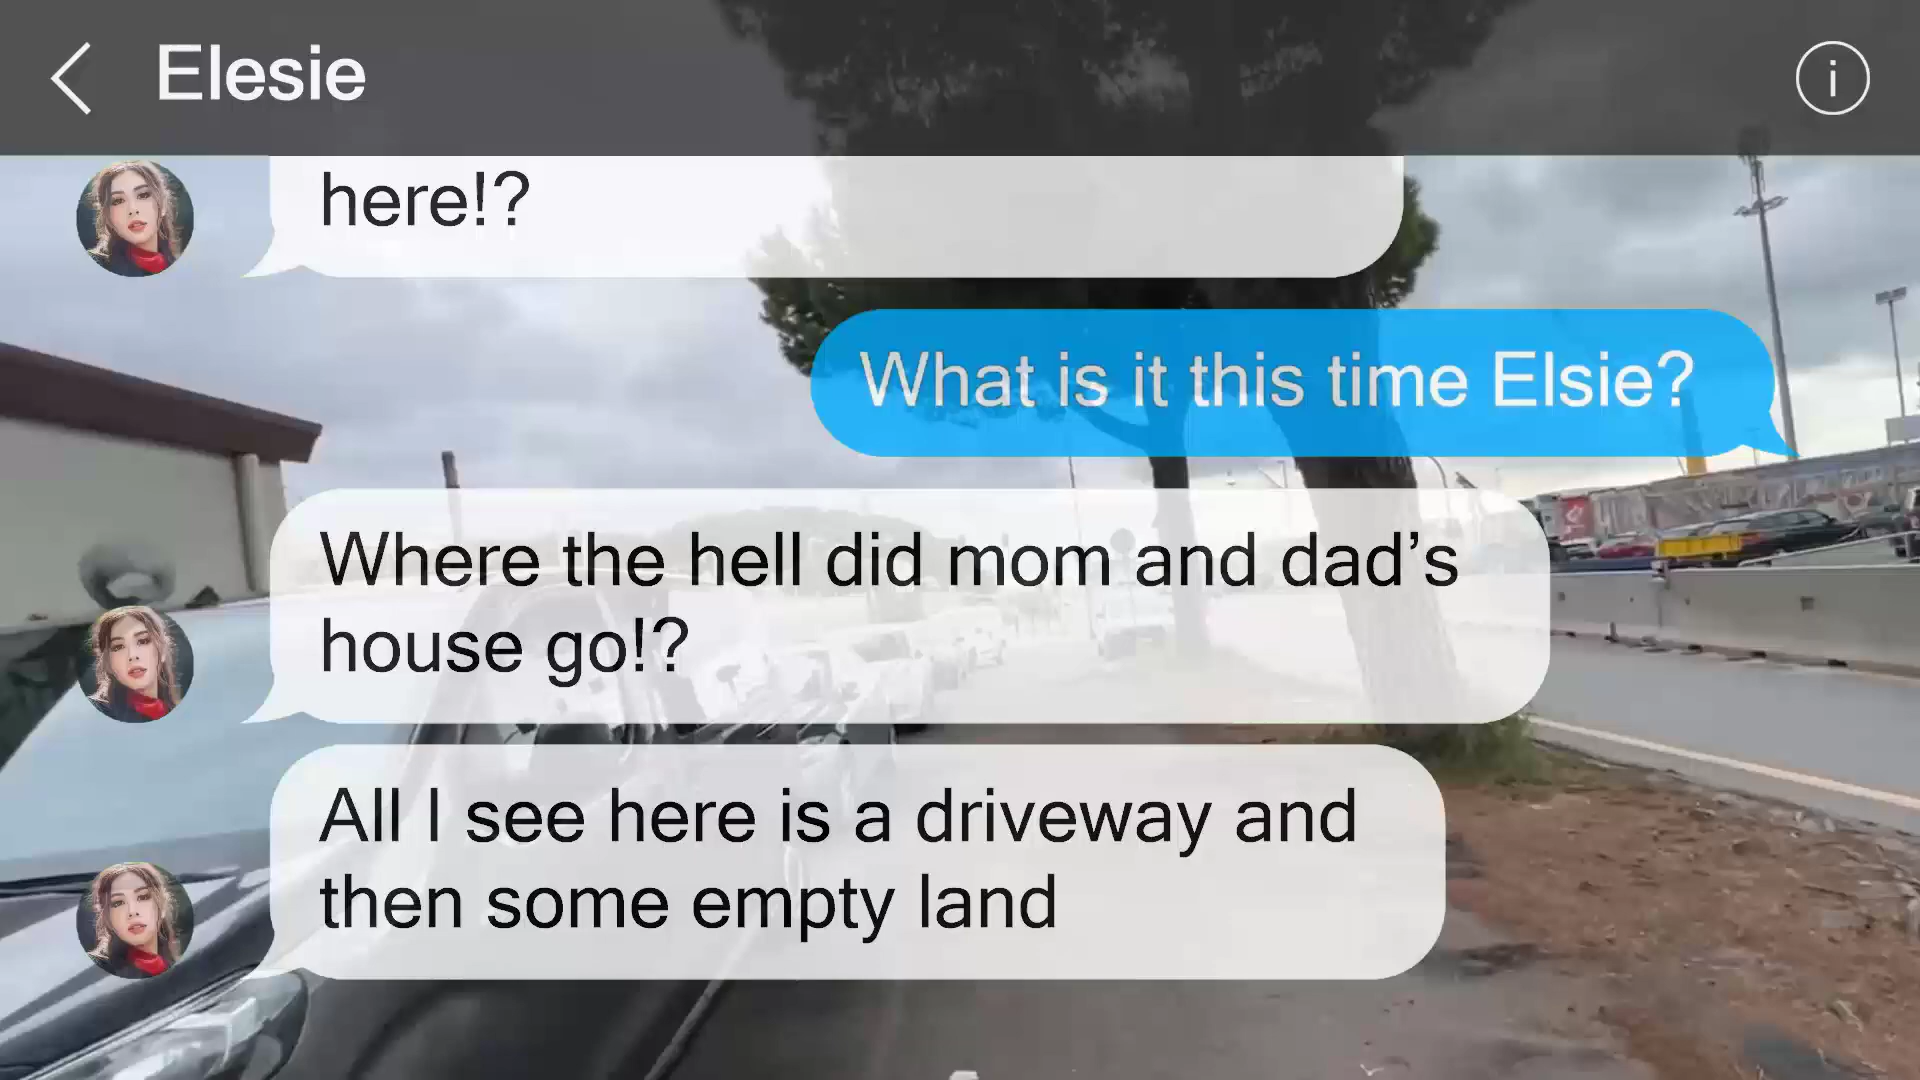 Elesie
here!?
What is it this time Elsie?
Where the hell did mom and dad’s
house go!?
All I see here is a driveway and
then some empty land